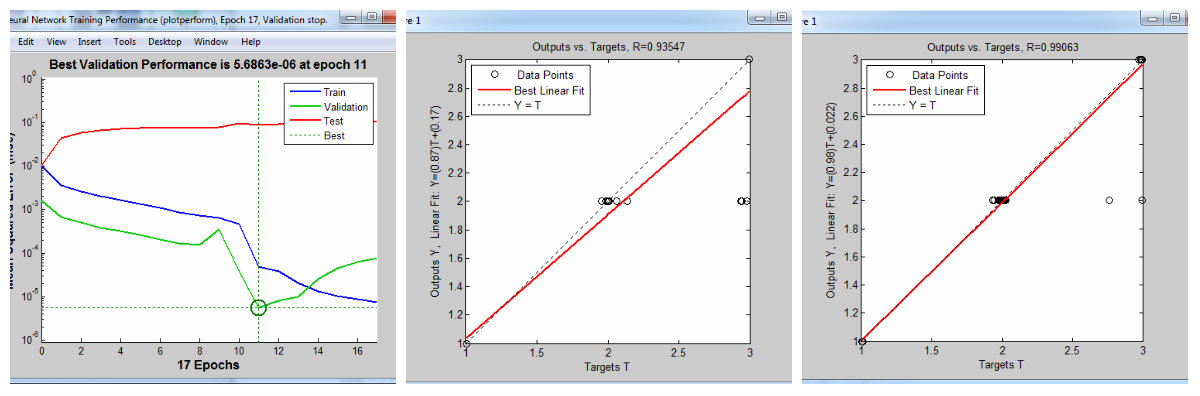 eural Network Training Performance (plotperform), Epoch 17, Validation stop.
Edit View Insert Tools Desktop Window Help
Best Validation Performance is 5.6863e-06 at epoch 11
Train
Validation
Test
Best
10^0
10^-1
10^-2
10^-3
10^-4
10^-5
10^-6
0 2 4 6 8 10 12 14 16
17 Epochs
re 1
Outputs vs. Targets, R=0.93547
Data Points
Best Linear Fit
Y = T
Outputs Y, Linear Fit: Y=(0.87)T+(0.17)
3
2.8
2.6
2.4
2.2
2
1.8
1.6
1.4
1.2
1
1 1.5 2 2.5 3
Targets T
re 1
Outputs vs. Targets, R=0.99063
Data Points
Best Linear Fit
Y = T
Outputs Y, Linear Fit: Y=(0.98)T+(0.022)
3
2.8
2.6
2.4
2.2
2
1.8
1.6
1.4
1.2
1
1 1.5 2 2.5 3
Targets T